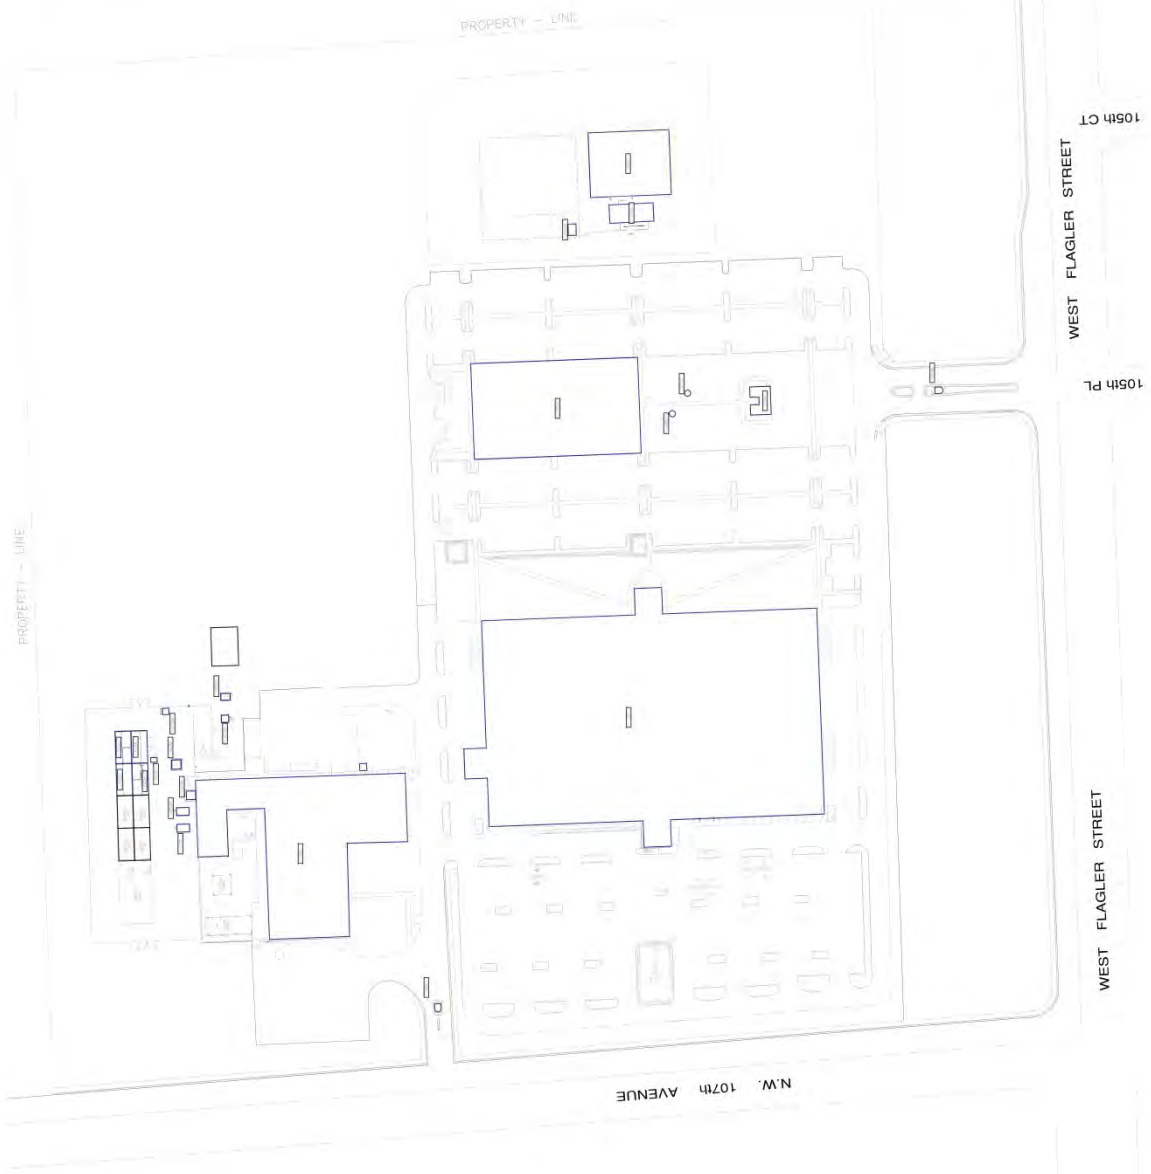 PROPERTY - LINE
105th CT
WEST FLAGLER STREET
105th PL
PROPERTY - LINE
WEST FLAGLER STREET
N.W. 107th AVENUE